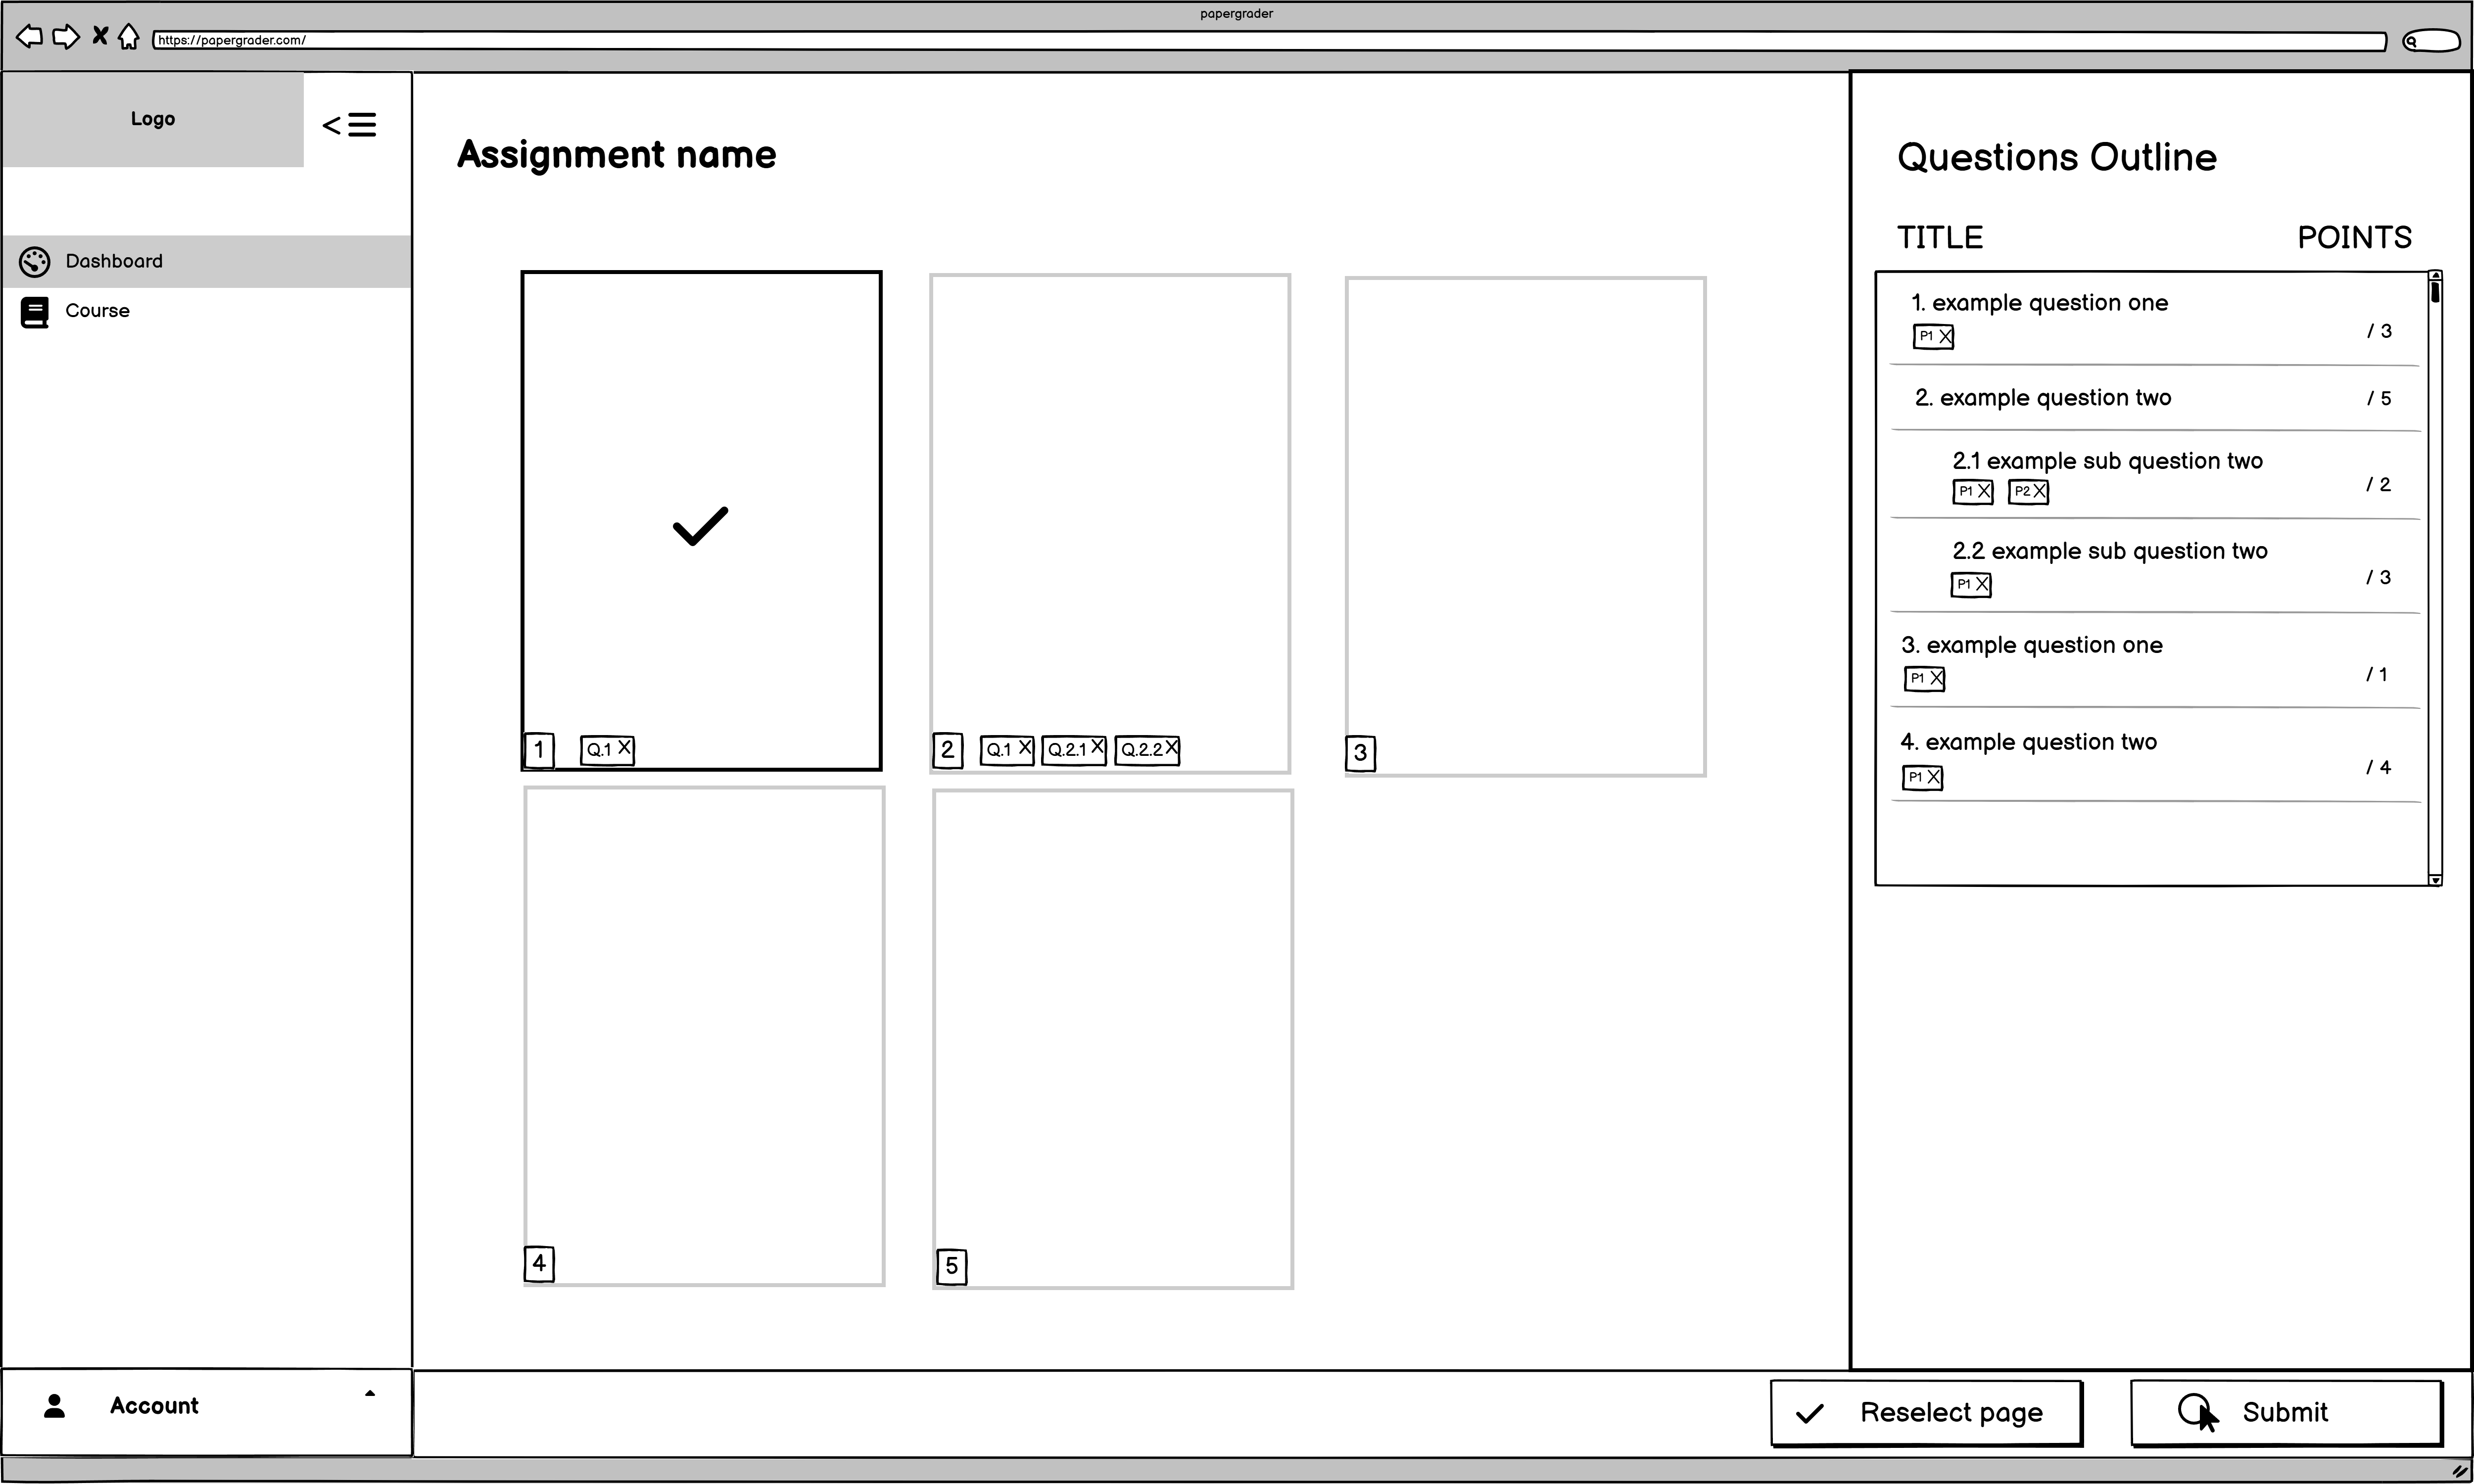 papergrader
https://papergrader.com/
Logo
Dashboard
Course
Account
Assignment name
1 Q.1 X
2 Q.1 X Q.2.1 X Q.2.2 X
3
4
5
Questions Outline
TITLE POINTS
1. example question one
P1 X / 3
2. example question two / 5
2.1 example sub question two
P1 X P2 X / 2
2.2 example sub question two
P1 X / 3
3. example question one
P1 X / 1
4. example question two
P1 X / 4
Reselect page
Submit